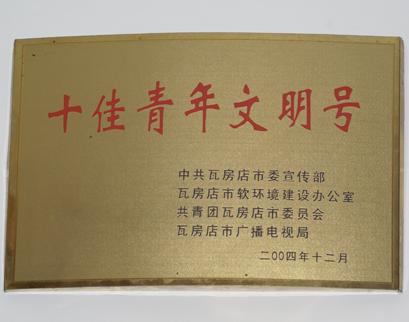 十佳青年文明号
中共瓦房店市委宣传部
瓦房店市软环境建设办公室
共青团瓦房店市委员会
瓦房店市广播电视局
二〇〇四年十二月